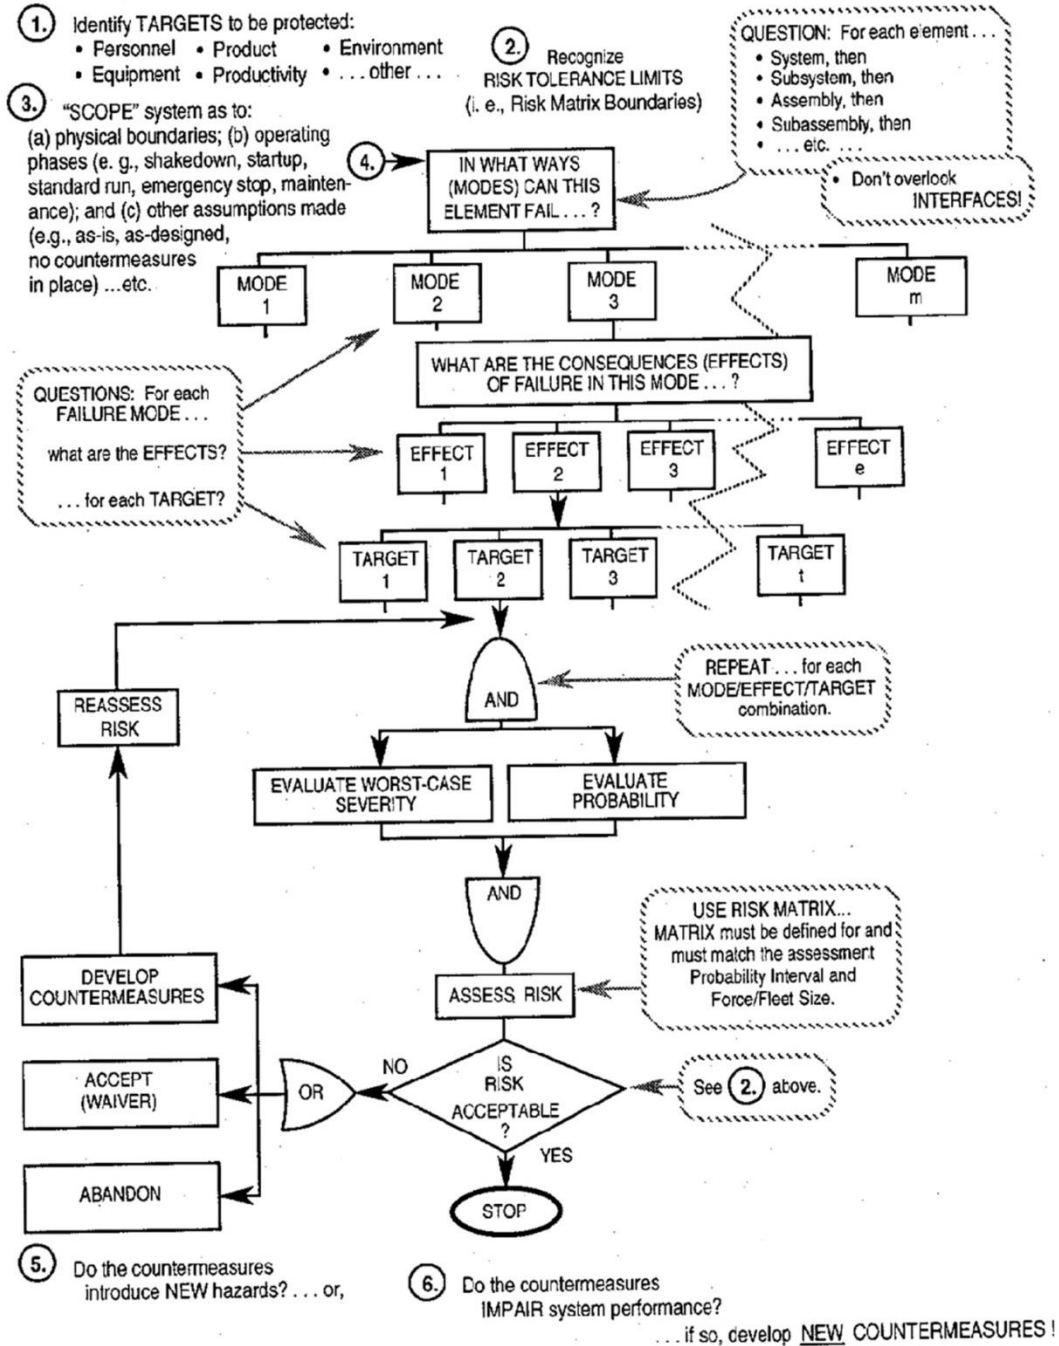 1. Identify TARGETS to be protected:
• Personnel • Product • Environment
• Equipment • Productivity • . . . other . . .
2. Recognize
RISK TOLERANCE LIMITS
(i. e., Risk Matrix Boundaries)
QUESTION: For each element . . .
• System, then
• Subsystem, then
• Assembly, then
• Subassembly, then
• . . . etc. . . .
• Don't overlook
INTERFACES!
3. "SCOPE" system as to:
(a) physical boundaries; (b) operating
phases (e. g., shakedown, startup,
standard run, emergency stop, mainten-
ance); and (c) other assumptions made
(e.g., as-is, as-designed,
no countermeasures
in place) ...etc.
4.
IN WHAT WAYS
(MODES) CAN THIS
ELEMENT FAIL . . . ?
MODE
1
MODE
2
MODE
3
MODE
m
WHAT ARE THE CONSEQUENCES (EFFECTS)
OF FAILURE IN THIS MODE . . . ?
QUESTIONS: For each
FAILURE MODE . . .
what are the EFFECTS?
. . . for each TARGET?
EFFECT
1
EFFECT
2
EFFECT
3
EFFECT
e
TARGET
1
TARGET
2
TARGET
3
TARGET
t
AND
REPEAT . . . for each
MODE/EFFECT/TARGET
combination.
REASSESS
RISK
EVALUATE WORST-CASE
SEVERITY
EVALUATE
PROBABILITY
AND
USE RISK MATRIX...
MATRIX must be defined for and
must match the assessment
Probability Interval and
Force/Fleet Size.
ASSESS RISK
DEVELOP
COUNTERMEASURES
ACCEPT
(WAIVER)
ABANDON
OR
NO
IS
RISK
ACCEPTABLE
?
See 2. above.
YES
STOP
5. Do the countermeasures
introduce NEW hazards? . . . or,
6. Do the countermeasures
IMPAIR system performance?
. . . if so, develop NEW COUNTERMEASURES !